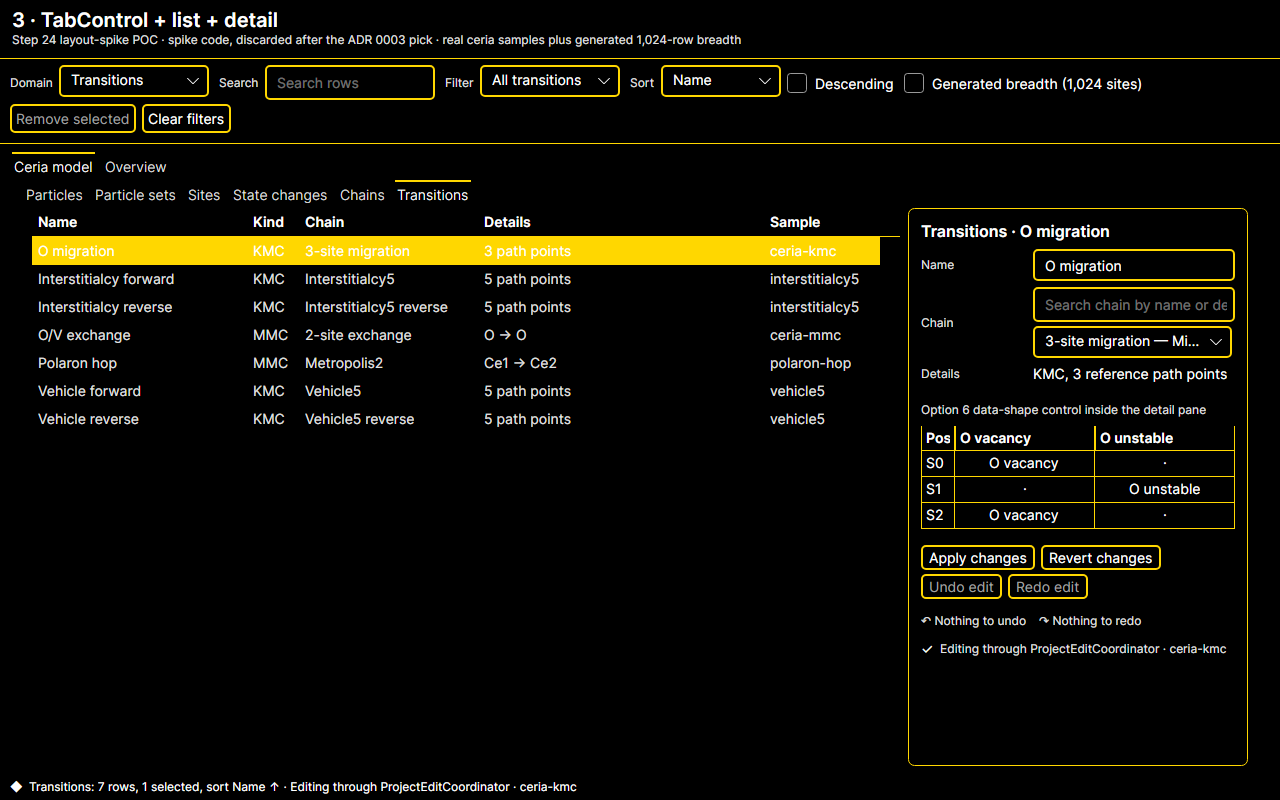 3 · TabControl + list + detail
Step 24 layout-spike POC · spike code, discarded after the ADR 0003 pick · real ceria samples plus generated 1,024-row breadth
Domain Transitions Search Search rows Filter All transitions Sort Name Descending Generated breadth (1,024 sites)
Remove selected Clear filters
Ceria model Overview
Particles Particle sets Sites State changes Chains Transitions
Name Kind Chain Details Sample
O migration KMC 3-site migration 3 path points ceria-kmc
Interstitialcy forward KMC Interstitialcy5 5 path points interstitialcy5
Interstitialcy reverse KMC Interstitialcy5 reverse 5 path points interstitialcy5
O/V exchange MMC 2-site exchange O → O ceria-mmc
Polaron hop MMC Metropolis2 Ce1 → Ce2 polaron-hop
Vehicle forward KMC Vehicle5 5 path points vehicle5
Vehicle reverse KMC Vehicle5 reverse 5 path points vehicle5
Transitions · O migration
Name O migration
Search chain by name or de
Chain
3-site migration — Mi...
Details KMC, 3 reference path points
Option 6 data-shape control inside the detail pane
Pos O vacancy O unstable
S0 O vacancy ·
S1 · O unstable
S2 O vacancy ·
Apply changes Revert changes
Undo edit Redo edit
↶ Nothing to undo ↷ Nothing to redo
✓ Editing through ProjectEditCoordinator · ceria-kmc
◆ Transitions: 7 rows, 1 selected, sort Name ↑ · Editing through ProjectEditCoordinator · ceria-kmc